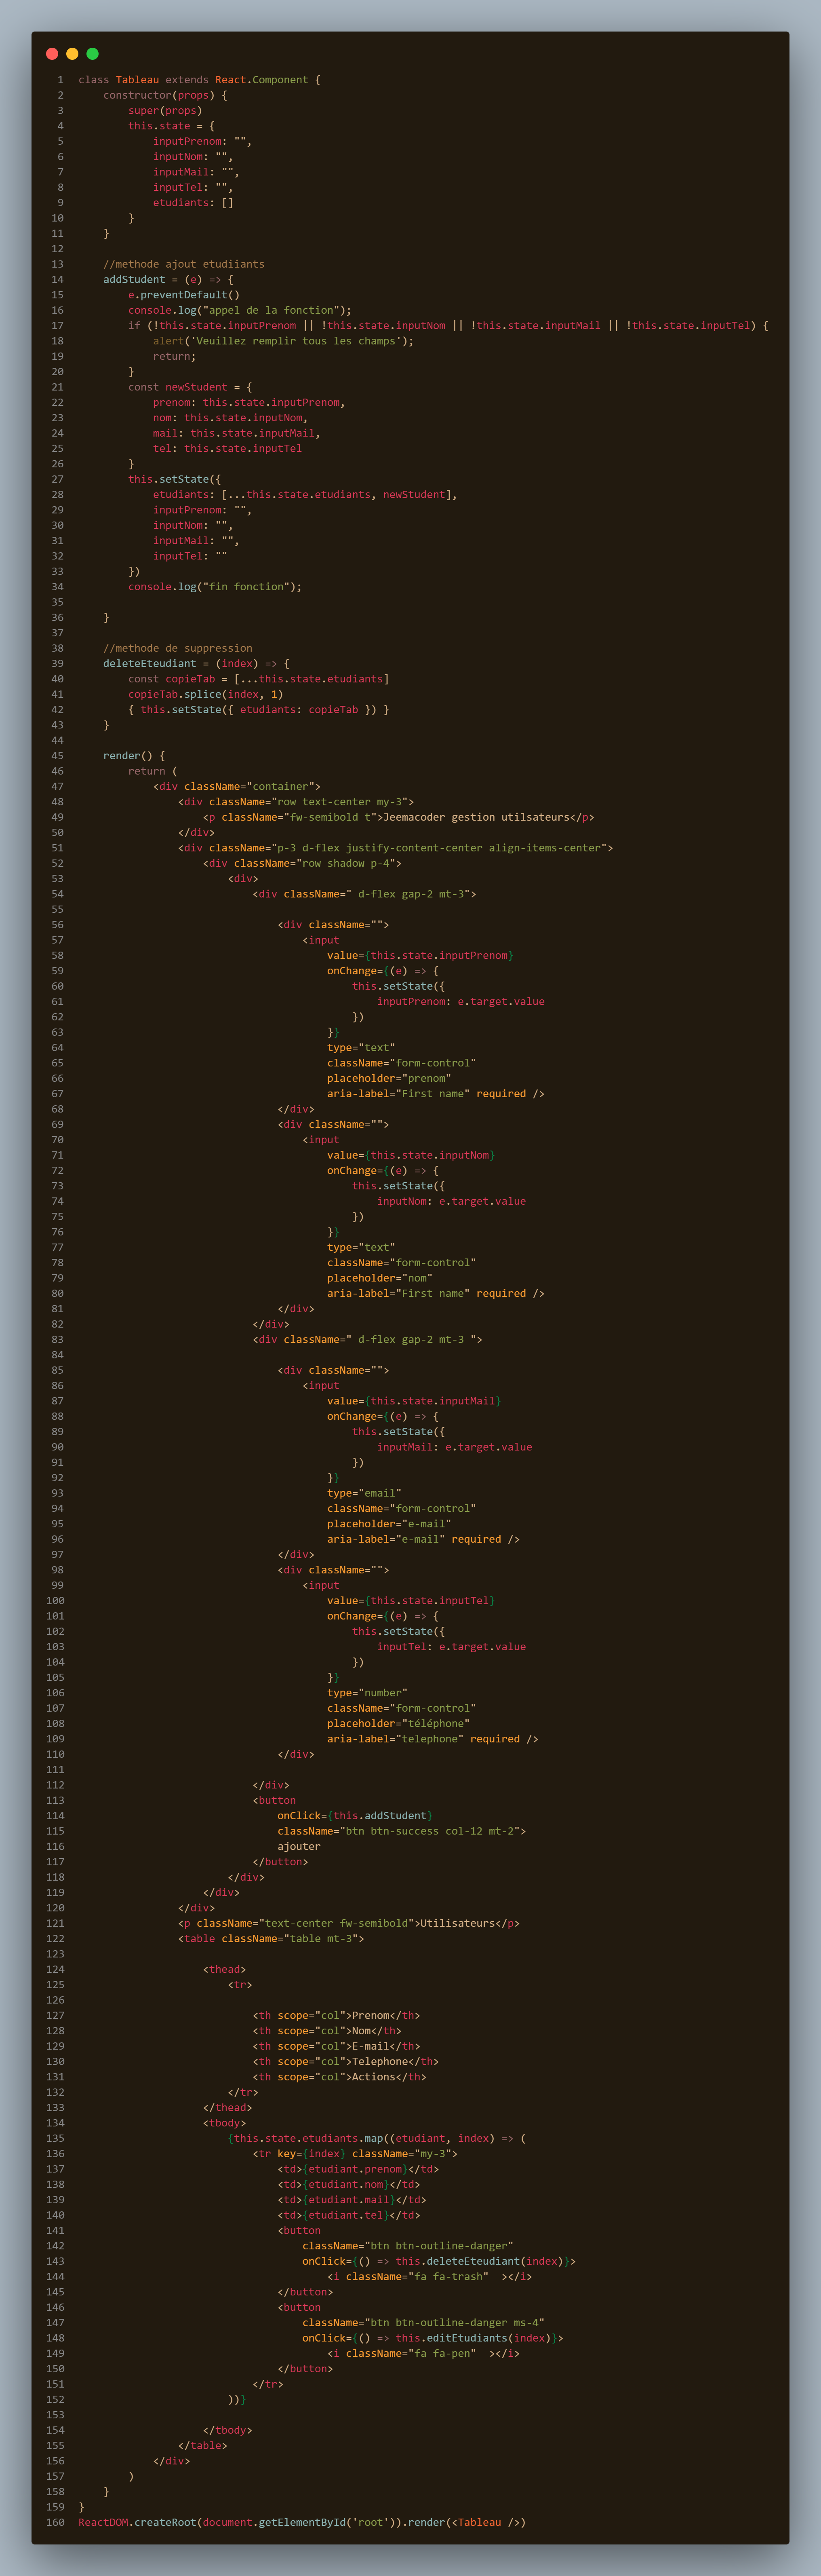 1 class Tableau extends React.Component {
2     constructor(props) {
3         super(props)
4         this.state = {
5             inputPrenom: "",
6             inputNom: "",
7             inputMail: "",
8             inputTel: "",
9             etudiants: []
10         }
11     }
12
13     //methode ajout etudiiants
14     addStudent = (e) => {
15         e.preventDefault()
16         console.log("appel de la fonction");
17         if (!this.state.inputPrenom || !this.state.inputNom || !this.state.inputMail || !this.state.inputTel) {
18             alert('Veuillez remplir tous les champs');
19             return;
20         }
21         const newStudent = {
22             prenom: this.state.inputPrenom,
23             nom: this.state.inputNom,
24             mail: this.state.inputMail,
25             tel: this.state.inputTel
26         }
27         this.setState({
28             etudiants: [...this.state.etudiants, newStudent],
29             inputPrenom: "",
30             inputNom: "",
31             inputMail: "",
32             inputTel: ""
33         })
34         console.log("fin fonction");
35
36     }
37
38     //methode de suppression
39     deleteEteudiant = (index) => {
40         const copieTab = [...this.state.etudiants]
41         copieTab.splice(index, 1)
42         { this.setState({ etudiants: copieTab }) }
43     }
44
45     render() {
46         return (
47             <div className="container">
48                 <div className="row text-center my-3">
49                     <p className="fw-semibold t">Jeemacoder gestion utilsateurs</p>
50                 </div>
51                 <div className="p-3 d-flex justify-content-center align-items-center">
52                     <div className="row shadow p-4">
53                         <div>
54                             <div className=" d-flex gap-2 mt-3">
55
56                                 <div className="">
57                                     <input
58                                         value={this.state.inputPrenom}
59                                         onChange={(e) => {
60                                             this.setState({
61                                                 inputPrenom: e.target.value
62                                             })
63                                         }}
64                                         type="text"
65                                         className="form-control"
66                                         placeholder="prenom"
67                                         aria-label="First name" required />
68                                 </div>
69                                 <div className="">
70                                     <input
71                                         value={this.state.inputNom}
72                                         onChange={(e) => {
73                                             this.setState({
74                                                 inputNom: e.target.value
75                                             })
76                                         }}
77                                         type="text"
78                                         className="form-control"
79                                         placeholder="nom"
80                                         aria-label="First name" required />
81                                 </div>
82                             </div>
83                             <div className=" d-flex gap-2 mt-3 ">
84
85                                 <div className="">
86                                     <input
87                                         value={this.state.inputMail}
88                                         onChange={(e) => {
89                                             this.setState({
90                                                 inputMail: e.target.value
91                                             })
92                                         }}
93                                         type="email"
94                                         className="form-control"
95                                         placeholder="e-mail"
96                                         aria-label="e-mail" required />
97                                 </div>
98                                 <div className="">
99                                     <input
100                                         value={this.state.inputTel}
101                                         onChange={(e) => {
102                                             this.setState({
103                                                 inputTel: e.target.value
104                                             })
105                                         }}
106                                         type="number"
107                                         className="form-control"
108                                         placeholder="téléphone"
109                                         aria-label="telephone" required />
110                                 </div>
111
112                             </div>
113                             <button
114                                 onClick={this.addStudent}
115                                 className="btn btn-success col-12 mt-2">
116                                 ajouter
117                             </button>
118                         </div>
119                     </div>
120                 </div>
121                 <p className="text-center fw-semibold">Utilisateurs</p>
122                 <table className="table mt-3">
123
124                     <thead>
125                         <tr>
126
127                             <th scope="col">Prenom</th>
128                             <th scope="col">Nom</th>
129                             <th scope="col">E-mail</th>
130                             <th scope="col">Telephone</th>
131                             <th scope="col">Actions</th>
132                         </tr>
133                     </thead>
134                     <tbody>
135                         {this.state.etudiants.map((etudiant, index) => (
136                             <tr key={index} className="my-3">
137                                 <td>{etudiant.prenom}</td>
138                                 <td>{etudiant.nom}</td>
139                                 <td>{etudiant.mail}</td>
140                                 <td>{etudiant.tel}</td>
141                                 <button
142                                     className="btn btn-outline-danger"
143                                     onClick={() => this.deleteEteudiant(index)}>
144                                         <i className="fa fa-trash"  ></i>
145                                 </button>
146                                 <button
147                                     className="btn btn-outline-danger ms-4"
148                                     onClick={() => this.editEtudiants(index)}>
149                                         <i className="fa fa-pen"  ></i>
150                                 </button>
151                             </tr>
152                         ))}
153
154                     </tbody>
155                 </table>
156             </div>
157         )
158     }
159 }
160 ReactDOM.createRoot(document.getElementById('root')).render(<Tableau />)